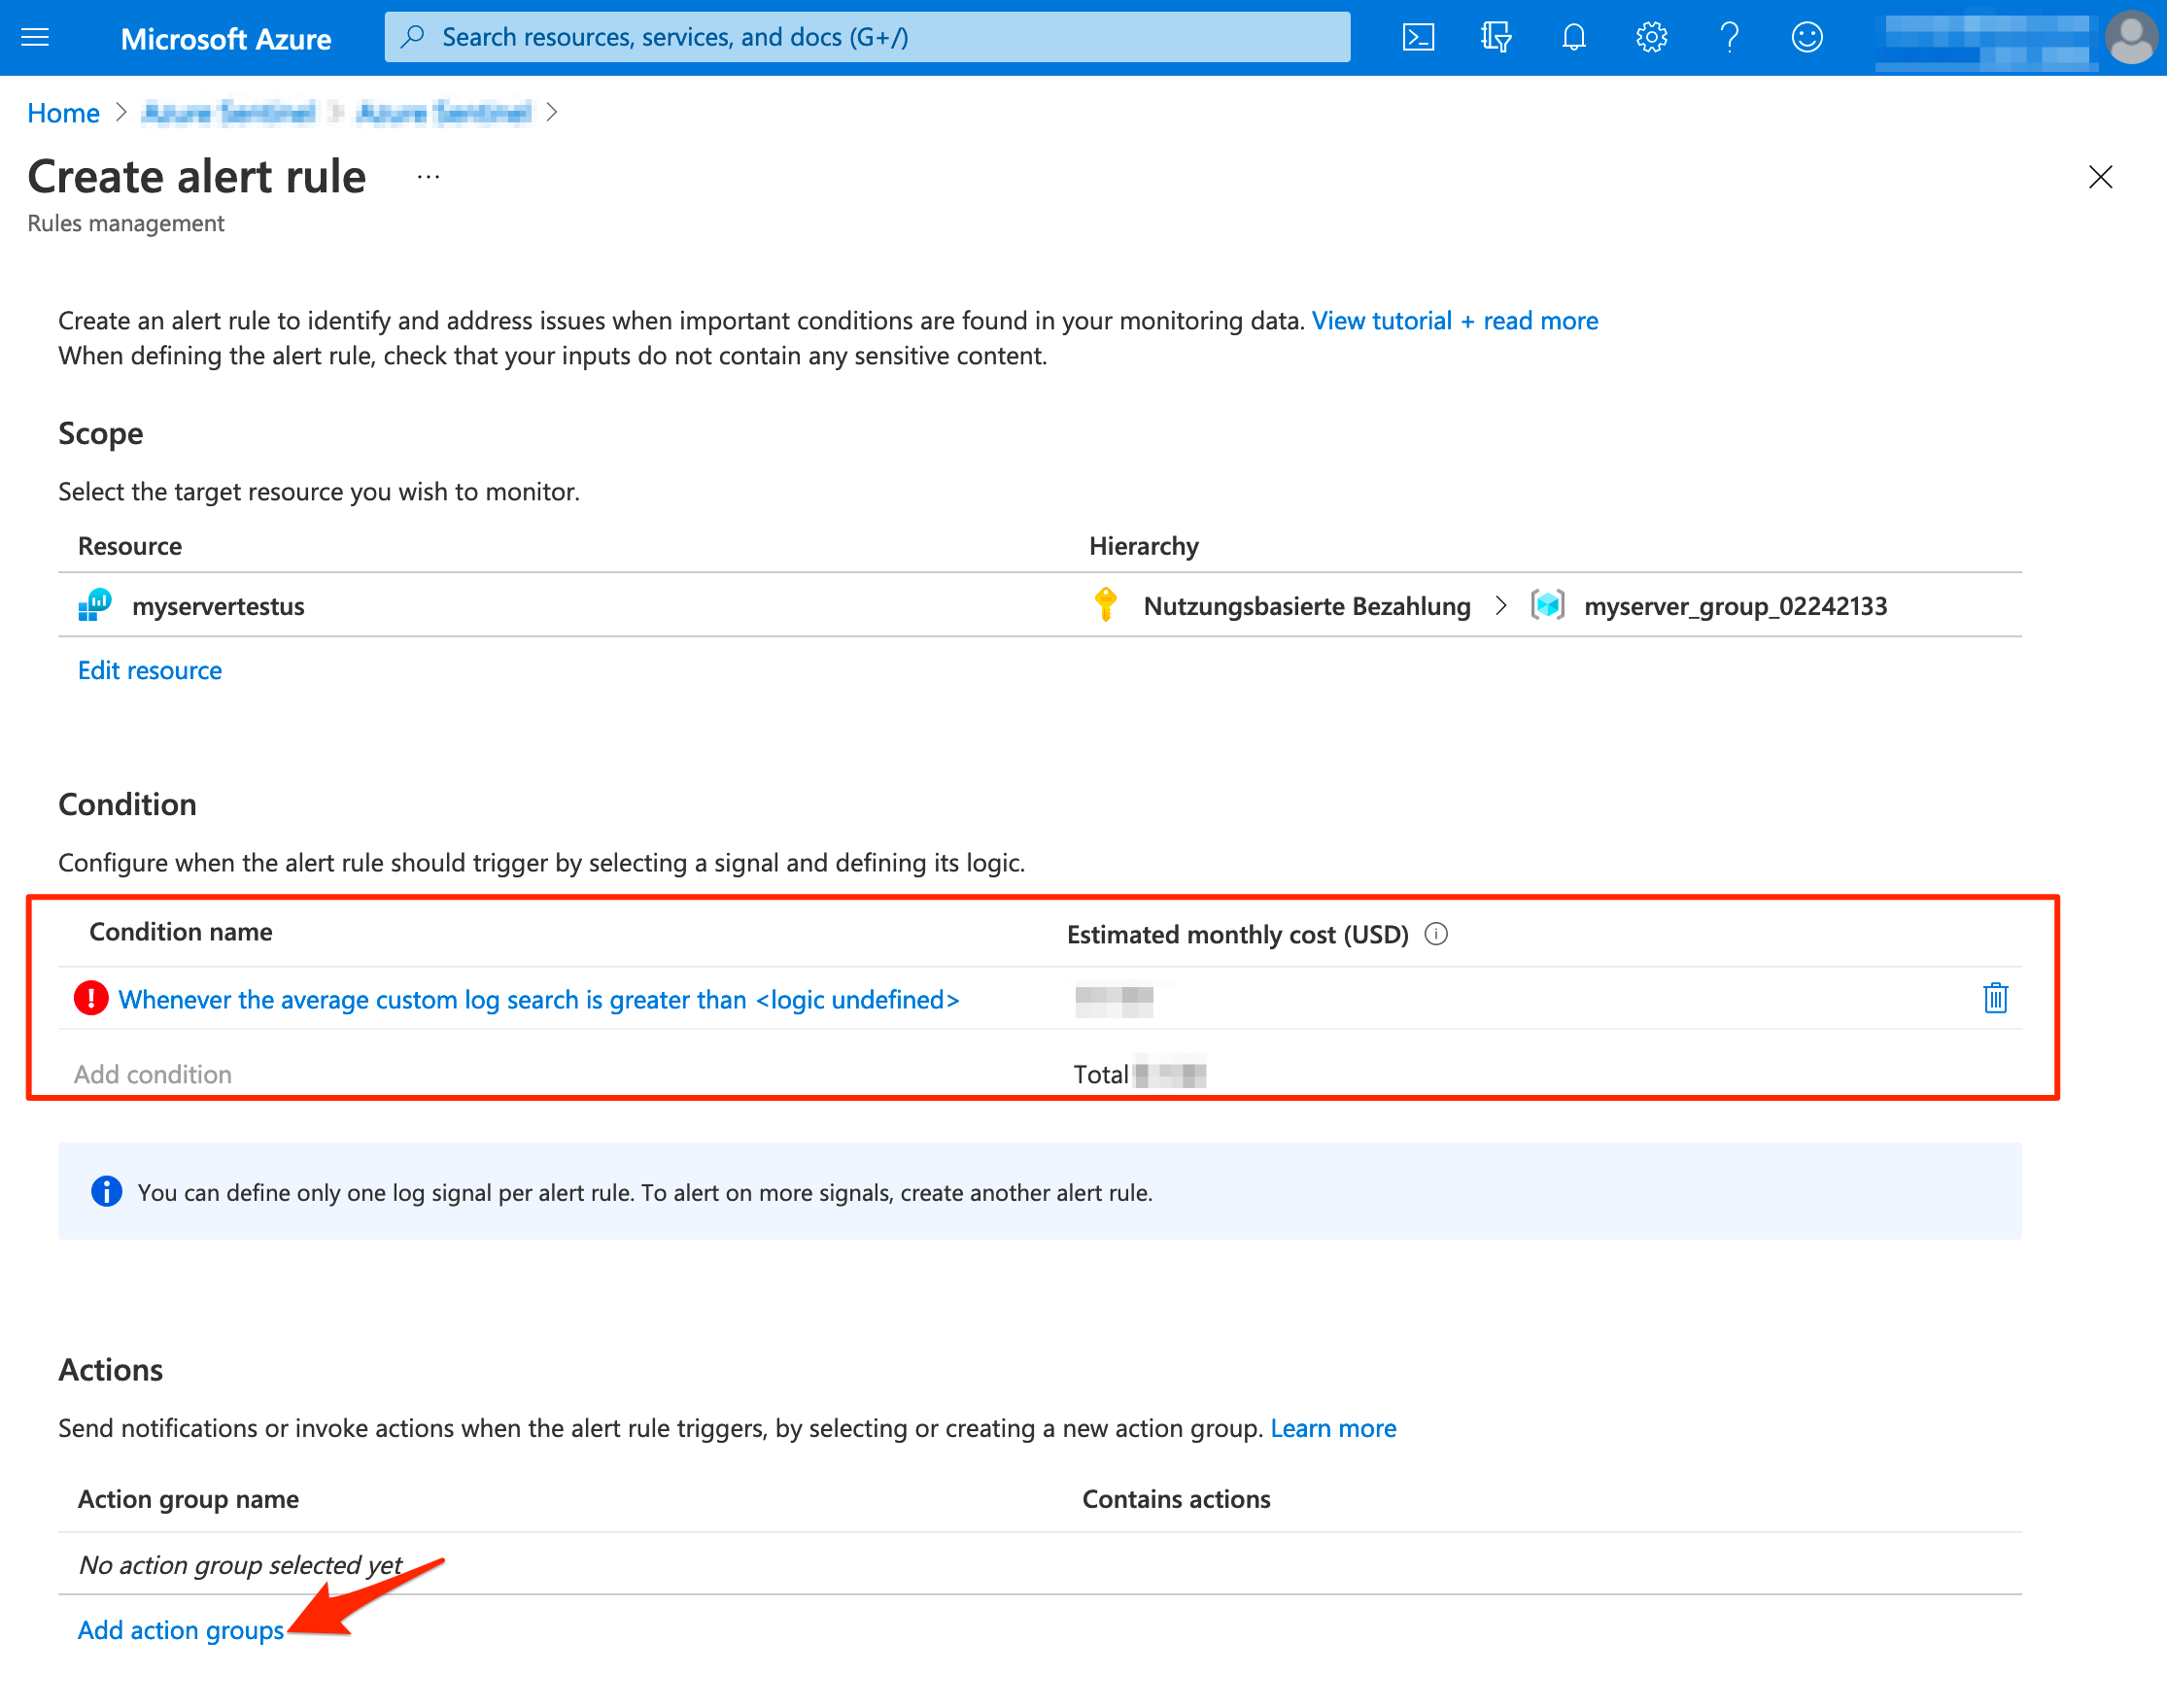 Microsoft Azure
Search resources, services, and docs (G+/)
Home > Azure Sentinel > Azure Sentinel >
Create alert rule ...
Rules management
Create an alert rule to identify and address issues when important conditions are found in your monitoring data. View tutorial + read more
When defining the alert rule, check that your inputs do not contain any sensitive content.
Scope
Select the target resource you wish to monitor.
Resource Hierarchy
myservertestus Nutzungsbasierte Bezahlung > myserver_group_02242133
Edit resource
Condition
Configure when the alert rule should trigger by selecting a signal and defining its logic.
Condition name Estimated monthly cost (USD)
Whenever the average custom log search is greater than <logic undefined>
Add condition Total
You can define only one log signal per alert rule. To alert on more signals, create another alert rule.
Actions
Send notifications or invoke actions when the alert rule triggers, by selecting or creating a new action group. Learn more
Action group name Contains actions
No action group selected yet
Add action groups